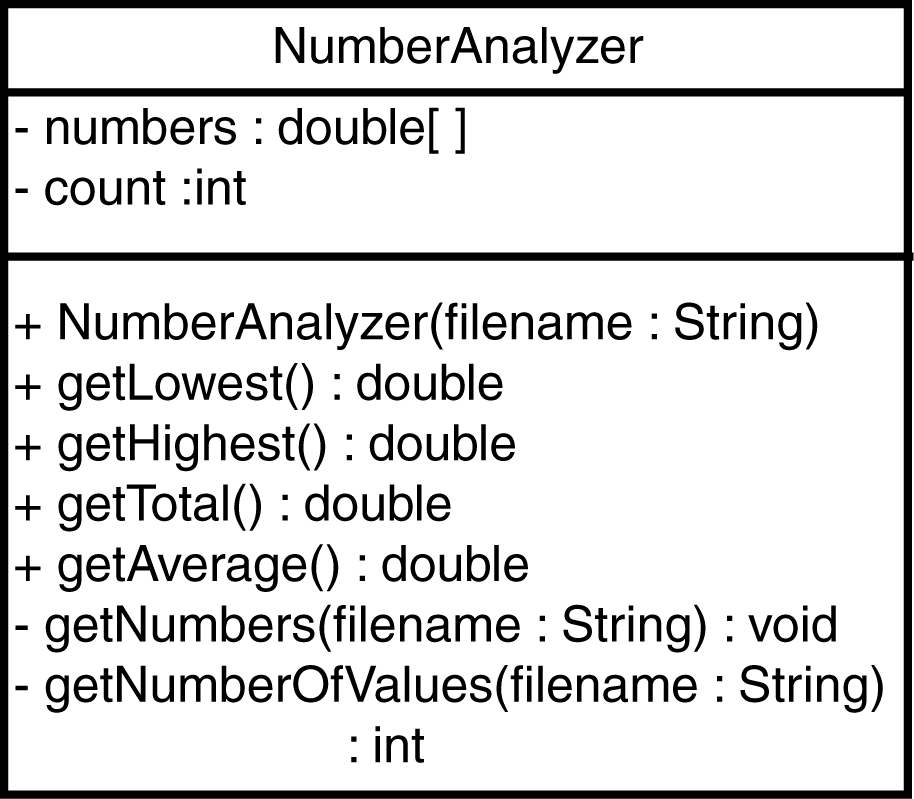 NumberAnalyzer
- numbers : double[ ]
- count :int
+ NumberAnalyzer(filename : String)
+ getLowest() : double
+ getHighest() : double
+ getTotal() : double
+ getAverage() : double
- getNumbers(filename : String) : void
- getNumberOfValues(filename : String)
: int